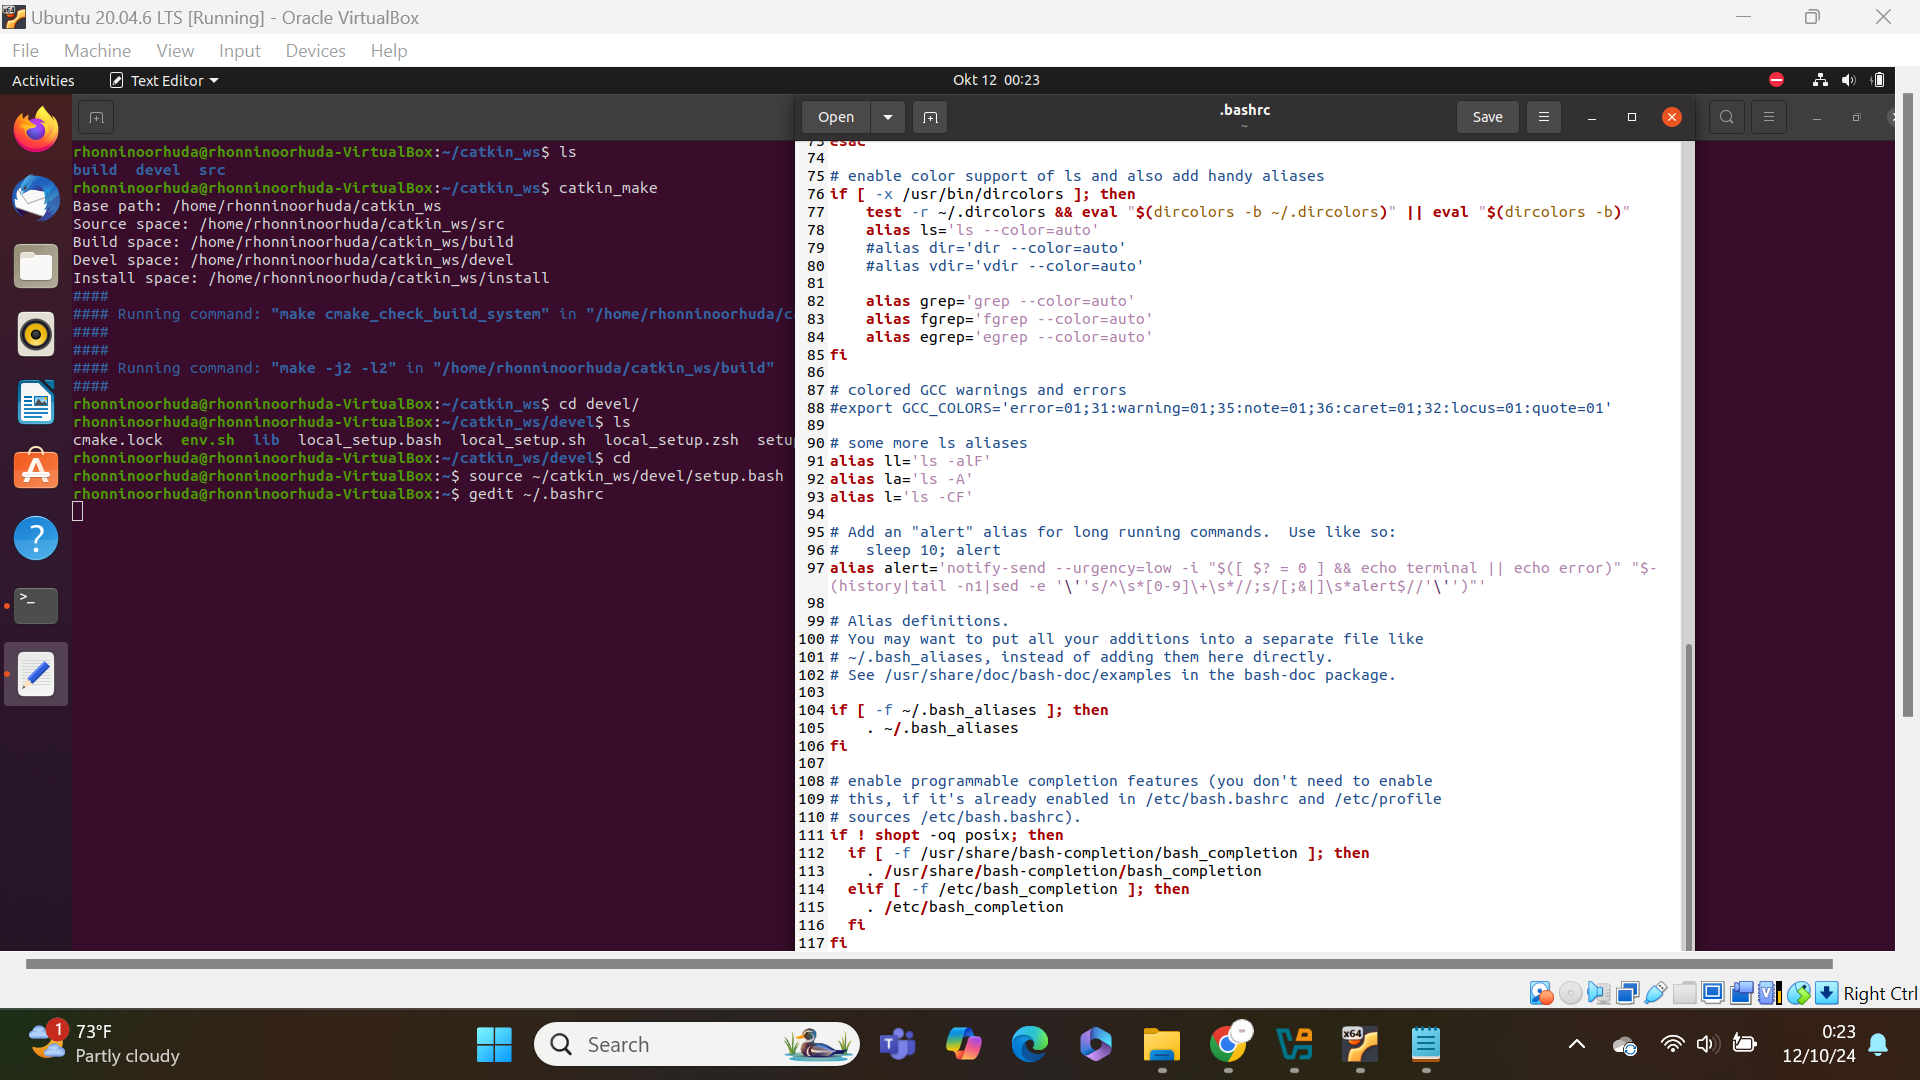 Ubuntu 20.04.6 LTS [Running] - Oracle VirtualBox
File Machine View Input Devices Help
Activities Text Editor Okt 12 00:23
Open .bashrc Save
~
rhonninoorhuda@rhonninoorhuda-VirtualBox:~/catkin_ws$ ls
build devel src
rhonninoorhuda@rhonninoorhuda-VirtualBox:~/catkin_ws$ catkin_make
Base path: /home/rhonninoorhuda/catkin_ws
Source space: /home/rhonninoorhuda/catkin_ws/src
Build space: /home/rhonninoorhuda/catkin_ws/build
Devel space: /home/rhonninoorhuda/catkin_ws/devel
Install space: /home/rhonninoorhuda/catkin_ws/install
####
#### Running command: "make cmake_check_build_system" in "/home/rhonninoorhuda/c
####
####
#### Running command: "make -j2 -l2" in "/home/rhonninoorhuda/catkin_ws/build"
####
rhonninoorhuda@rhonninoorhuda-VirtualBox:~/catkin_ws$ cd devel/
rhonninoorhuda@rhonninoorhuda-VirtualBox:~/catkin_ws/devel$ ls
cmake.lock env.sh lib local_setup.bash local_setup.sh local_setup.zsh setu
rhonninoorhuda@rhonninoorhuda-VirtualBox:~/catkin_ws/devel$ cd
rhonninoorhuda@rhonninoorhuda-VirtualBox:~$ source ~/catkin_ws/devel/setup.bash
rhonninoorhuda@rhonninoorhuda-VirtualBox:~$ gedit ~/.bashrc
73 esac
74
75 # enable color support of ls and also add handy aliases
76 if [ -x /usr/bin/dircolors ]; then
77     test -r ~/.dircolors && eval "$(dircolors -b ~/.dircolors)" || eval "$(dircolors -b)"
78     alias ls='ls --color=auto'
79     #alias dir='dir --color=auto'
80     #alias vdir='vdir --color=auto'
81
82     alias grep='grep --color=auto'
83     alias fgrep='fgrep --color=auto'
84     alias egrep='egrep --color=auto'
85 fi
86
87 # colored GCC warnings and errors
88 #export GCC_COLORS='error=01;31:warning=01;35:note=01;36:caret=01;32:locus=01:quote=01'
89
90 # some more ls aliases
91 alias ll='ls -alF'
92 alias la='ls -A'
93 alias l='ls -CF'
94
95 # Add an "alert" alias for long running commands.  Use like so:
96 #   sleep 10; alert
97 alias alert='notify-send --urgency=low -i "$([ $? = 0 ] && echo terminal || echo error)" "$-
(history|tail -n1|sed -e '\''s/^\s*[0-9]\+\s*//;s/[;&|]\s*alert$//'\'')"'
98
99 # Alias definitions.
100 # You may want to put all your additions into a separate file like
101 # ~/.bash_aliases, instead of adding them here directly.
102 # See /usr/share/doc/bash-doc/examples in the bash-doc package.
103
104 if [ -f ~/.bash_aliases ]; then
105     . ~/.bash_aliases
106 fi
107
108 # enable programmable completion features (you don't need to enable
109 # this, if it's already enabled in /etc/bash.bashrc and /etc/profile
110 # sources /etc/bash.bashrc).
111 if ! shopt -oq posix; then
112   if [ -f /usr/share/bash-completion/bash_completion ]; then
113     . /usr/share/bash-completion/bash_completion
114   elif [ -f /etc/bash_completion ]; then
115     . /etc/bash_completion
116   fi
117 fi
Right Ctrl
1
73°F
Partly cloudy
Search
x64
0:23
12/10/24